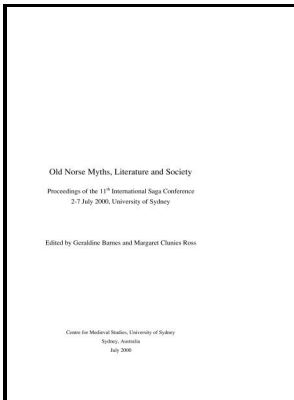 Old Norse Myths, Literature and Society
Proceedings of the 11th International Saga Conference
2-7 July 2000, University of Sydney
Edited by Geraldine Barnes and Margaret Clunies Ross
Centre for Medieval Studies, University of Sydney
Sydney, Australia
July 2000